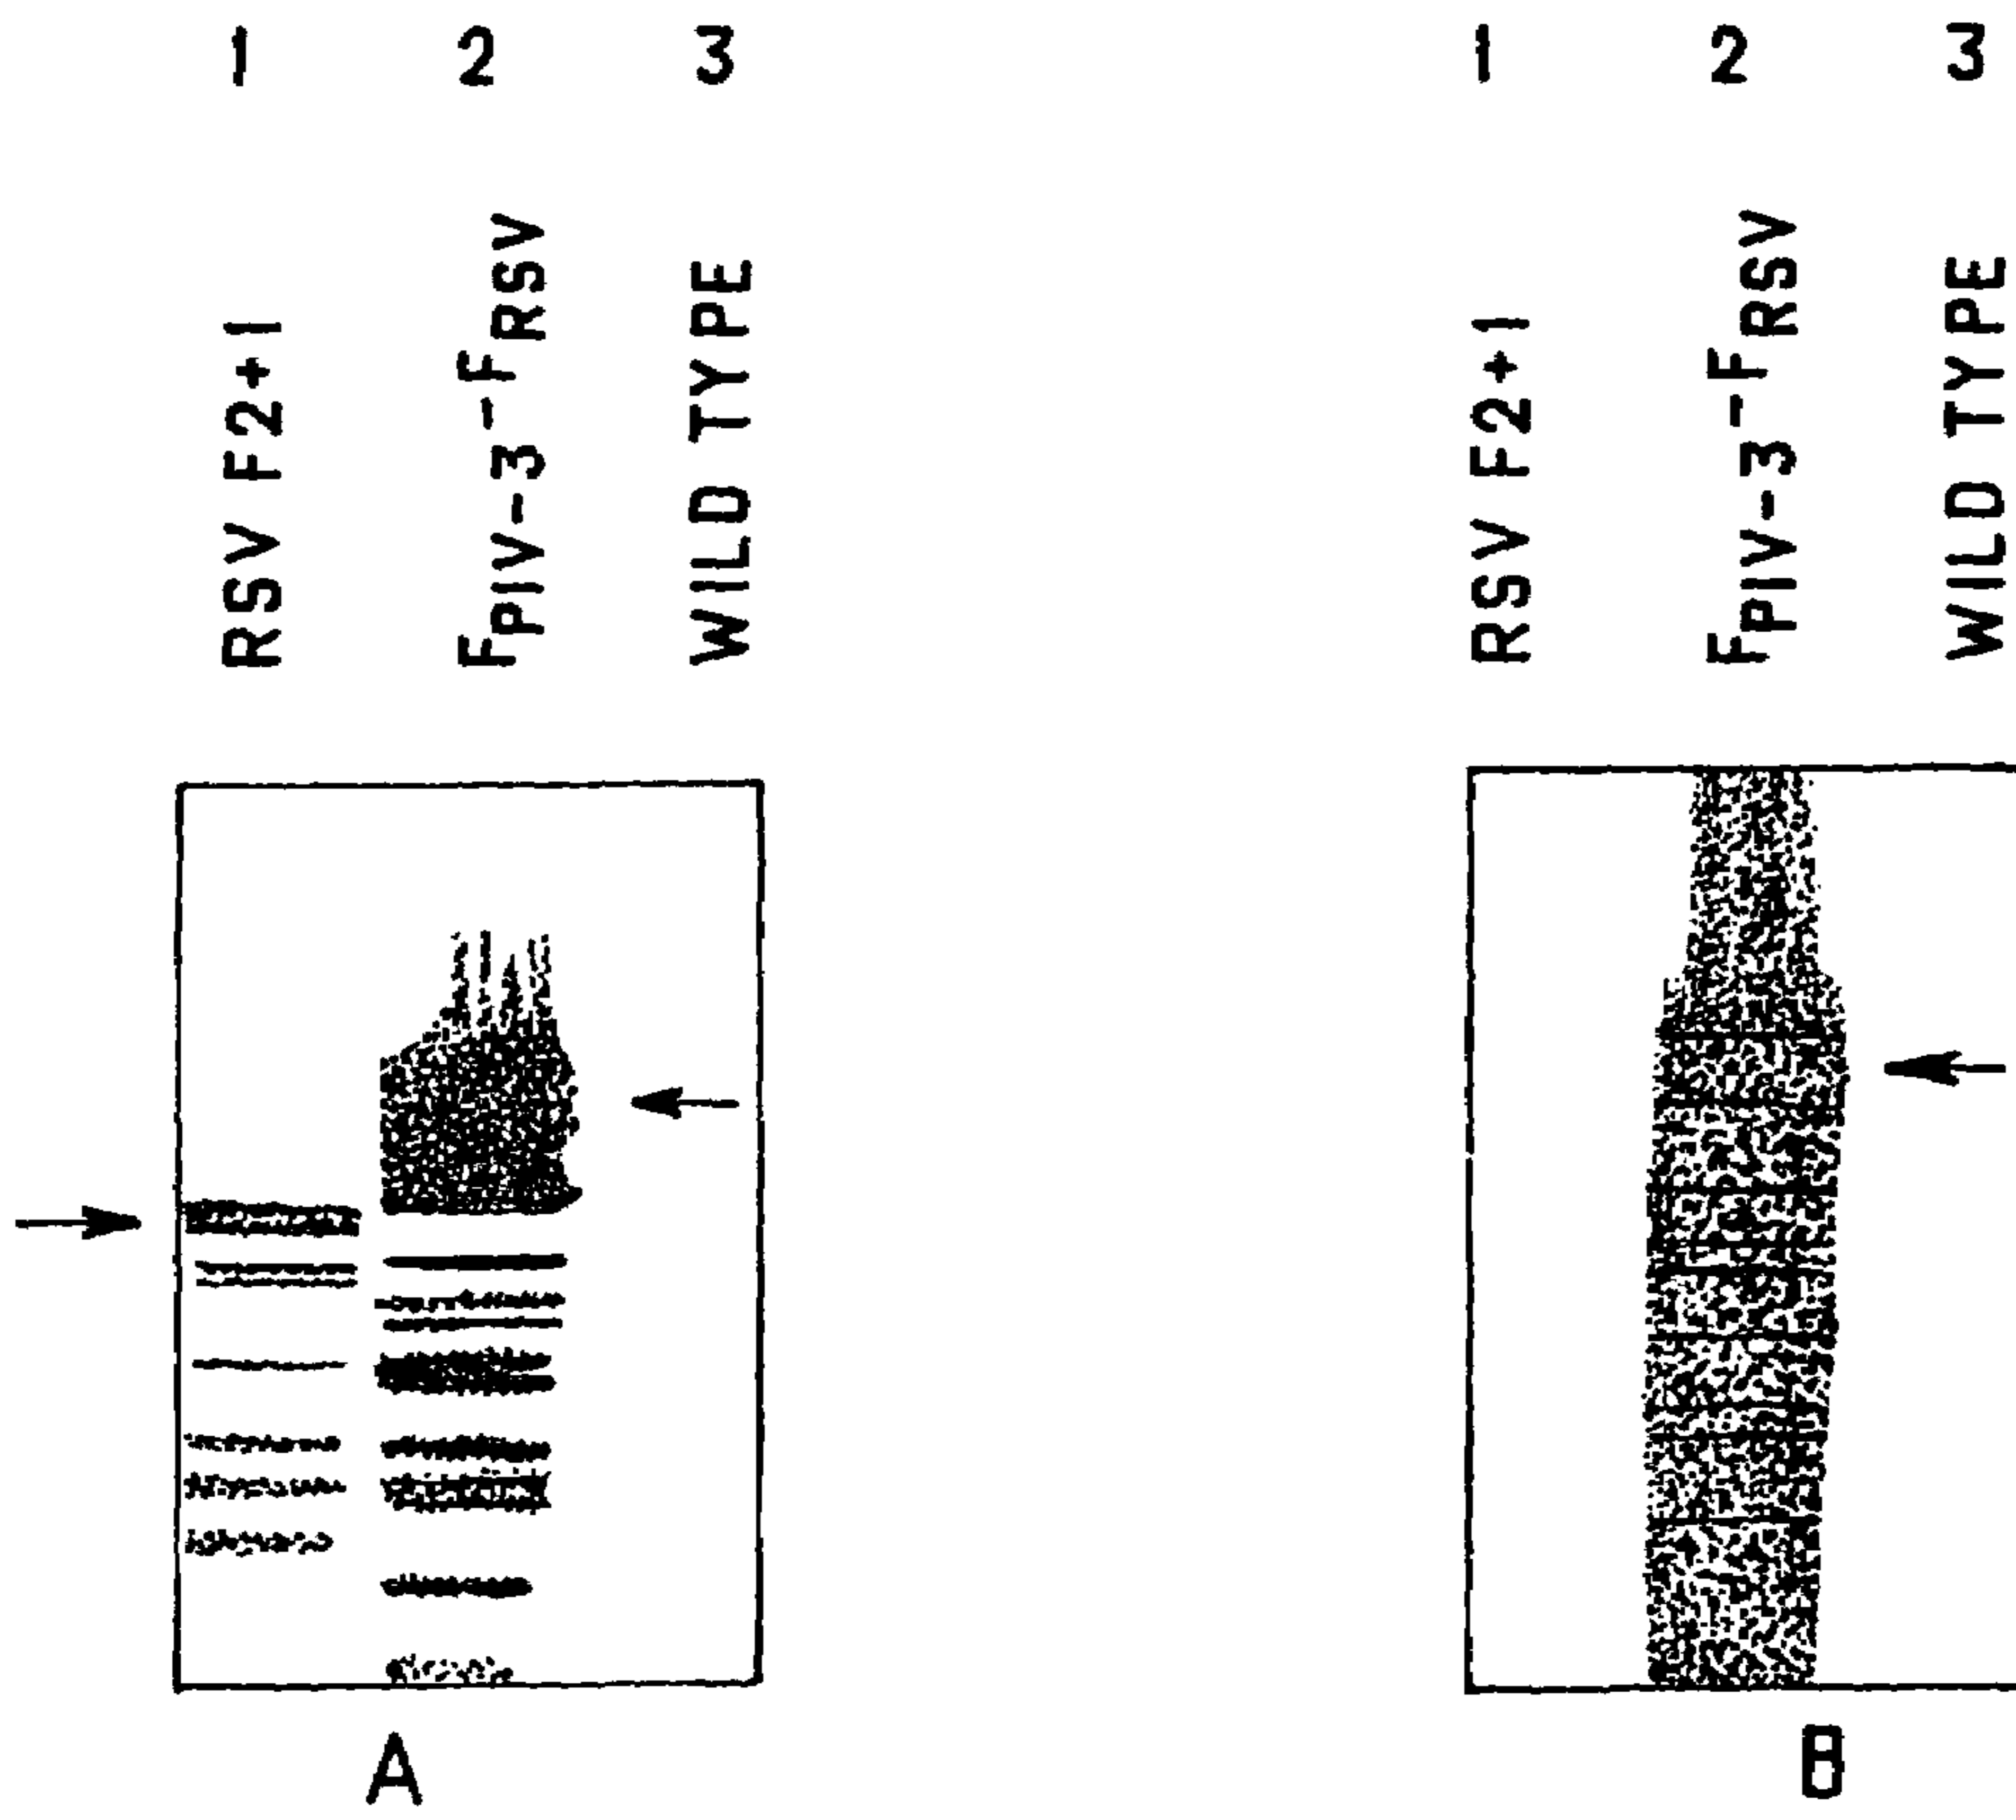 1 2 3
RSV F2+1
FPIV-3-FRSV
WILD TYPE
A
1 2 3
RSV F2+1
FPIV-3-FRSV
WILD TYPE
B